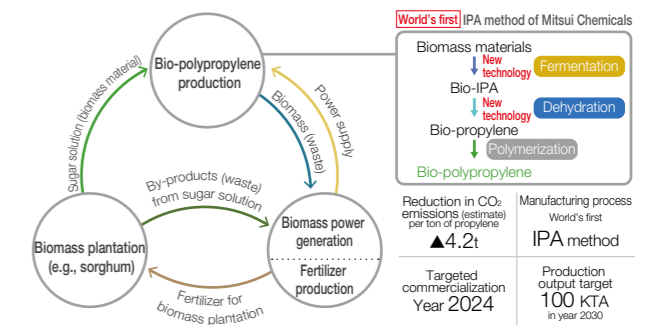 World's first IPA method of Mitsui Chemicals
Biomass materials
New
technology
Fermentation
Bio-IPA
New
technology
Dehydration
Bio-propylene
Polymerization
Bio-polypropylene
Bio-polypropylene
production
Sugar solution (biomass material)
Biomass (waste)
Power supply
By-products (waste)
from sugar solution
Biomass plantation
(e.g., sorghum)
Biomass power
generation
Fertilizer
production
Fertilizer for
biomass plantation
Reduction in CO₂
emissions (estimate)
per ton of propylene
▲4.2t
Manufacturing process
World's first
IPA method
Targeted
commercialization
Year 2024
Production
output target
100 KTA
in year 2030